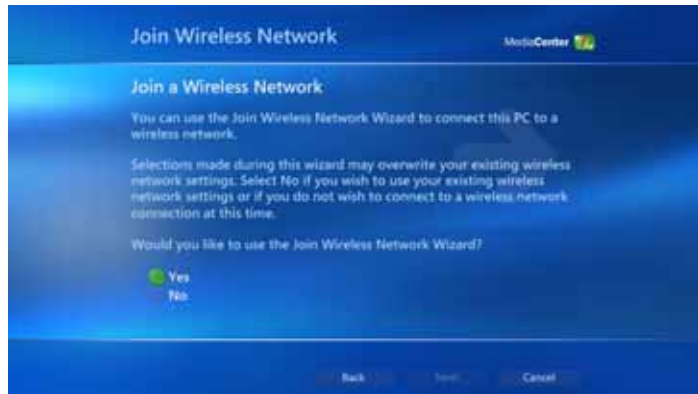 Join Wireless Network
MediaCenter
Join a Wireless Network
You can use the Join Wireless Network Wizard to connect this PC to a
wireless network.
Selections made during this wizard may overwrite your existing wireless
network settings. Select No if you wish to use your existing wireless
network settings or if you do not wish to connect to a wireless network
connection at this time.
Would you like to use the Join Wireless Network Wizard?
Yes
No
Back
Next
Cancel